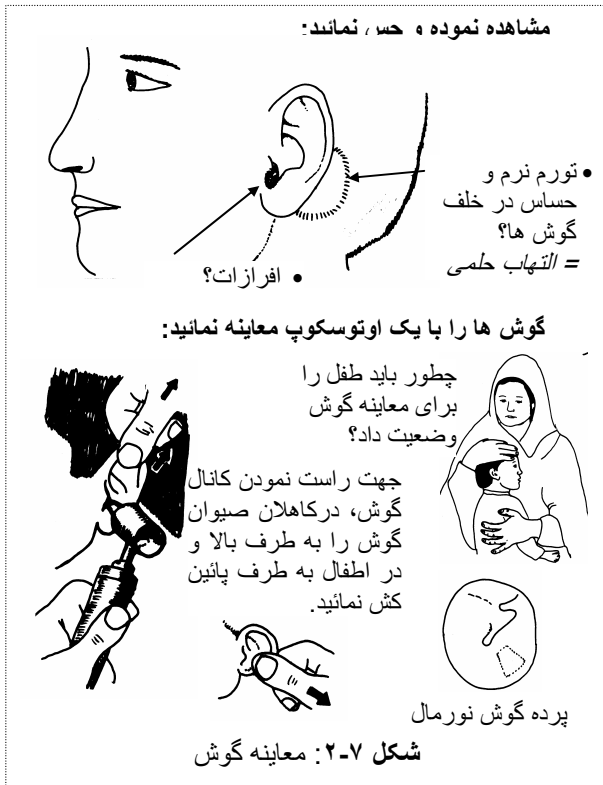 مشاهده نموده و حس نمائید:
• تورم نرم و
حساس در خلف
گوش ها؟
= التهاب حلمی
• افرازات؟
گوش ها را با یک اوتوسکوپ معاینه نمائید:
چطور باید طفل را
برای معاینه گوش
وضعیت داد؟
جهت راست نمودن کانال
گوش، درکاهلان صیوان
گوش را به طرف بالا و
در اطفال به طرف پائین
کش نمائید.
پرده گوش نورمال
شکل ۷-۲: معاینه گوش